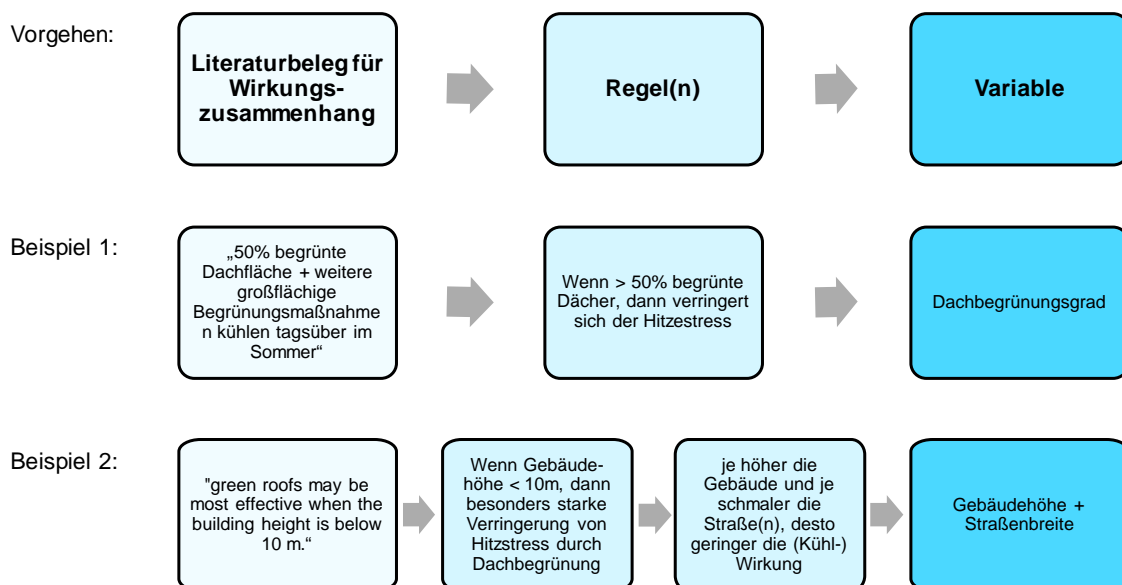 Vorgehen:
Literaturbeleg für
Wirkungs-
zusammenhang
Regel(n)
Variable
Beispiel 1:
„50% begrünte
Dachfläche + weitere
großflächige
Begrünungsmaßnahme
n kühlen tagsüber im
Sommer“
Wenn > 50% begrünte
Dächer, dann verringert
sich der Hitzestress
Dachbegrünungsgrad
Beispiel 2:
"green roofs may be
most effective when the
building height is below
10 m.“
Wenn Gebäude-
höhe < 10m, dann
besonders starke
Verringerung von
Hitzstress durch
Dachbegrünung
je höher die
Gebäude und je
schmaler die
Straße(n), desto
geringer die (Kühl-)
Wirkung
Gebäudehöhe +
Straßenbreite